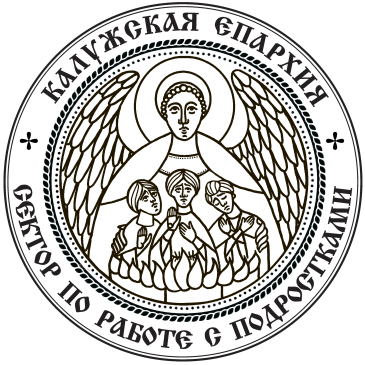 КАЛУЖСКАЯ ЕПАРХИЯ
СЕКТОР ПО РАБОТЕ С ПОДРОСТКАМИ